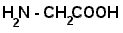 H₂N - CH₂COOH